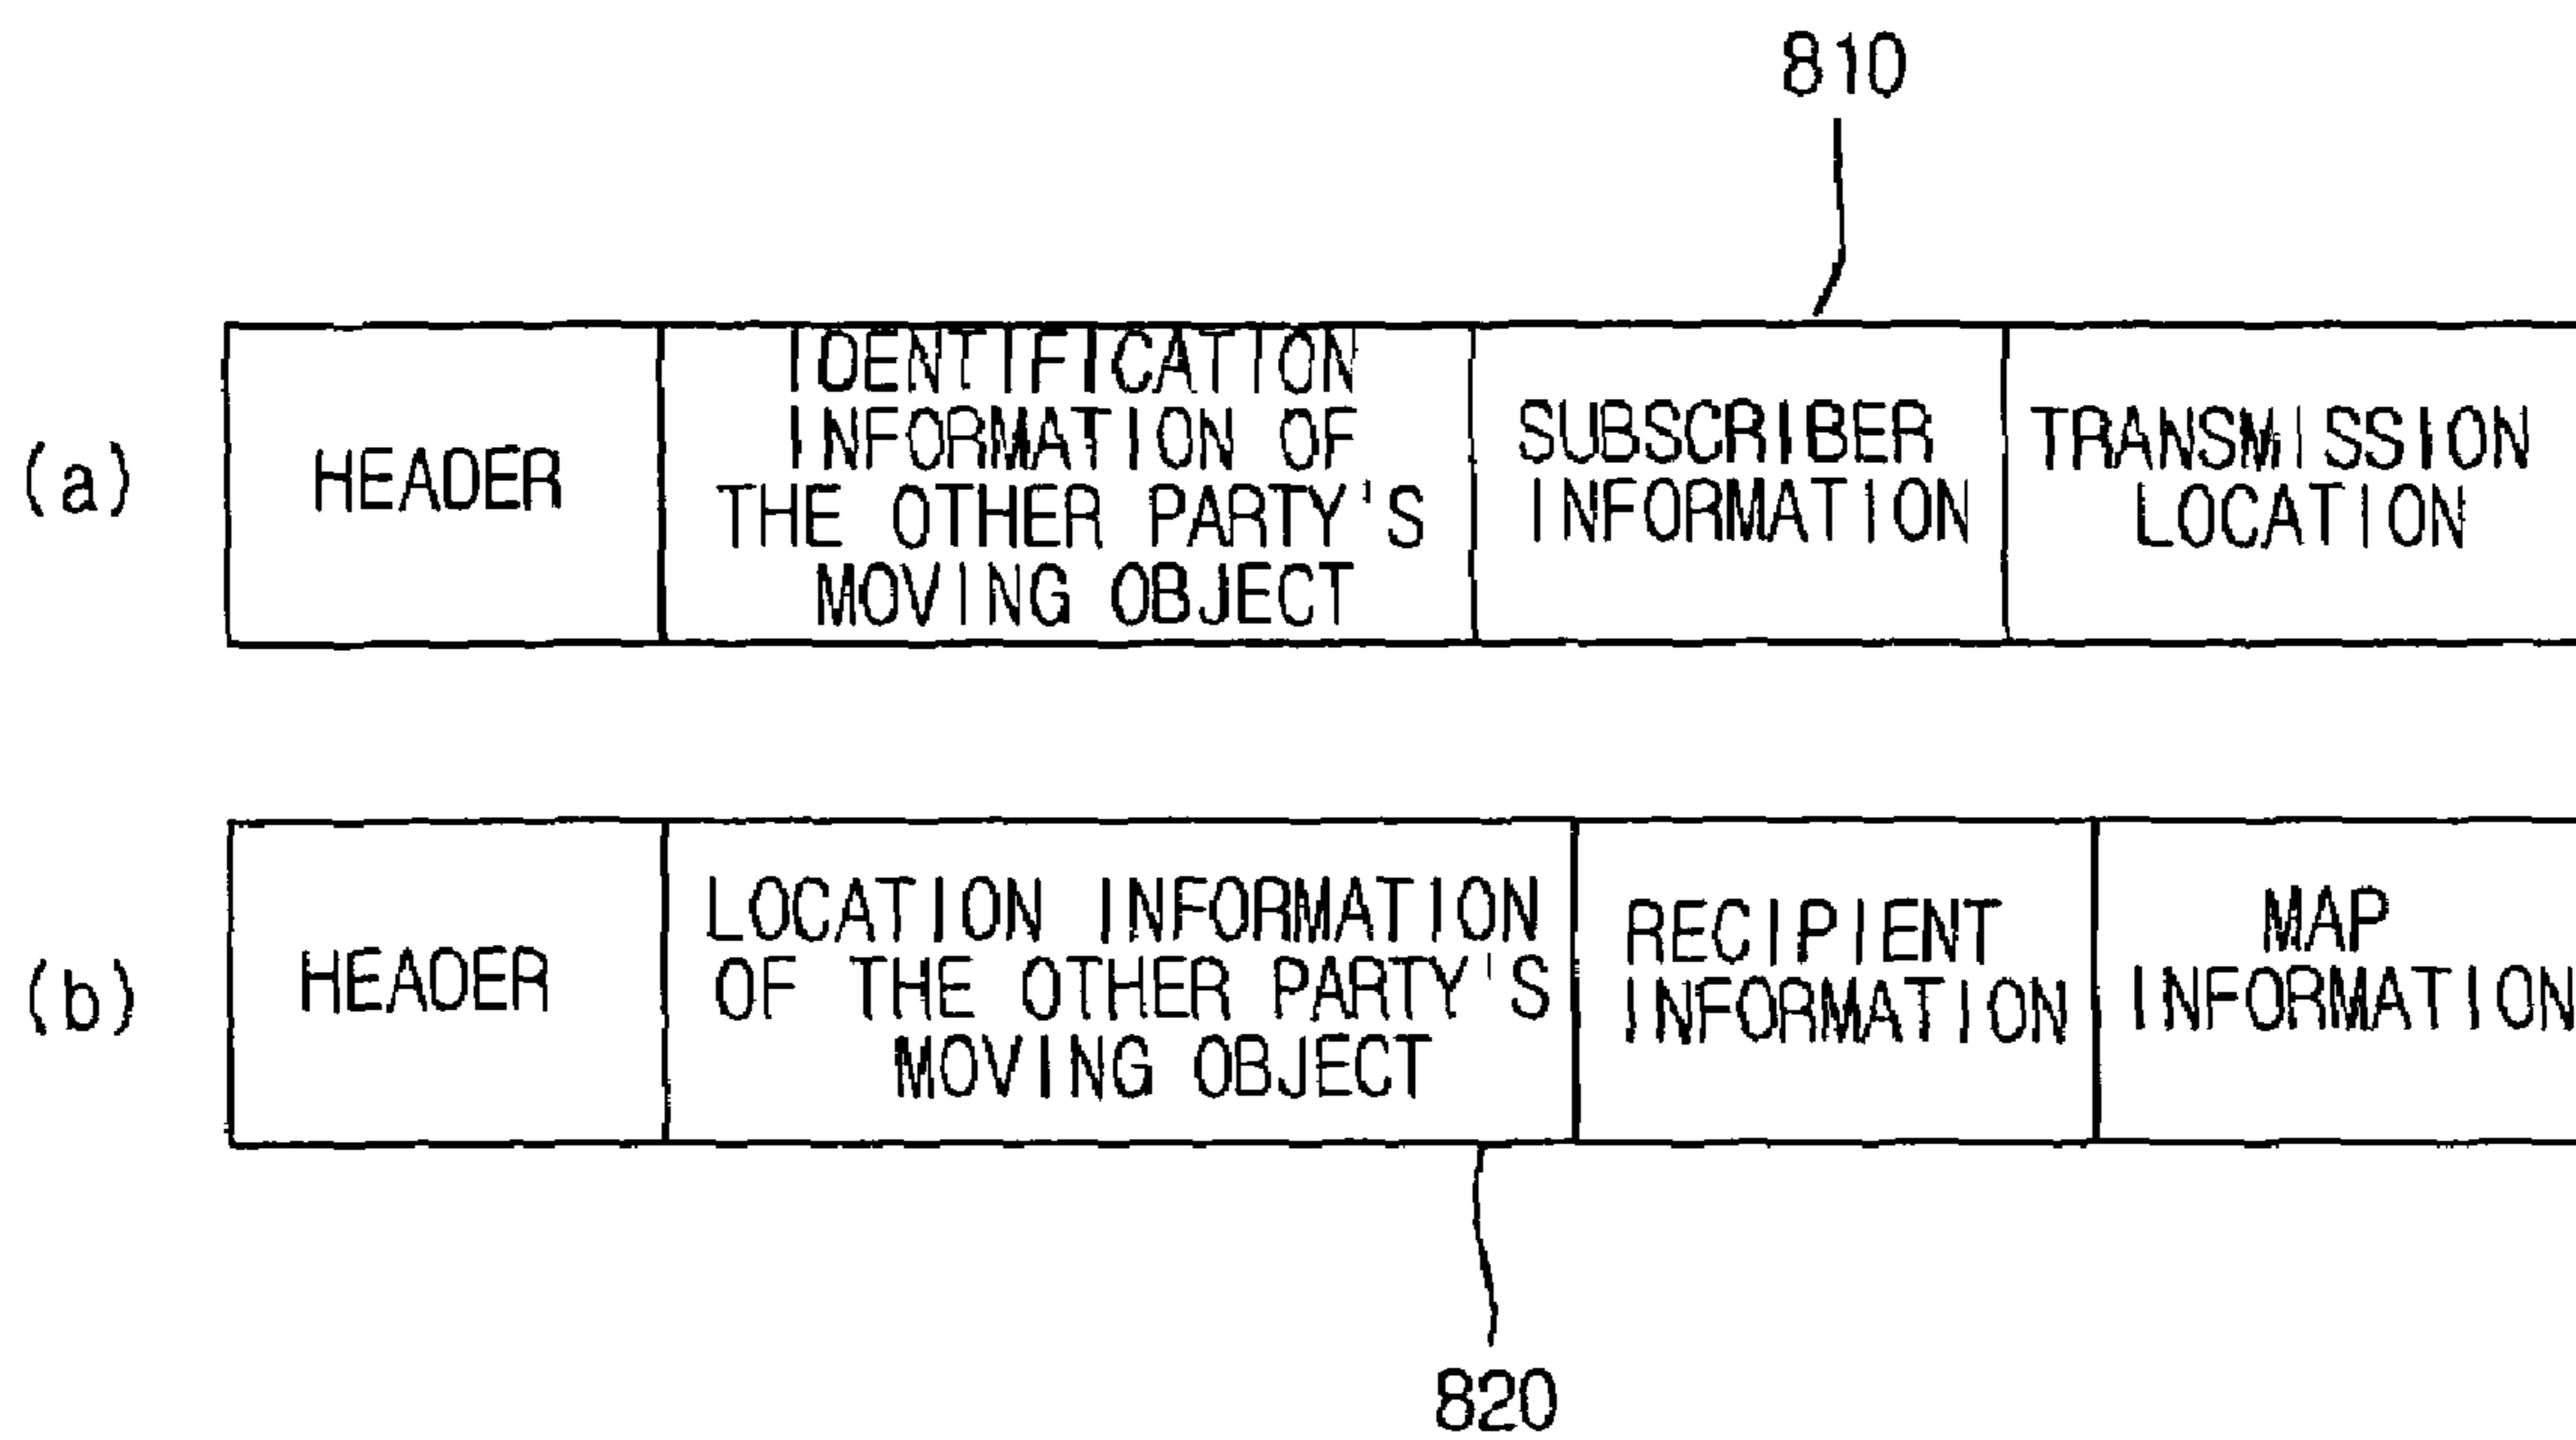 810
(a)
HEADER
IDENTIFICATION
INFORMATION OF
THE OTHER PARTY'S
MOVING OBJECT
SUBSCRIBER
INFORMATION
TRANSMISSION
LOCATION
(b)
HEADER
LOCATION INFORMATION
OF THE OTHER PARTY'S
MOVING OBJECT
RECIPIENT
INFORMATION
MAP
INFORMATION
820